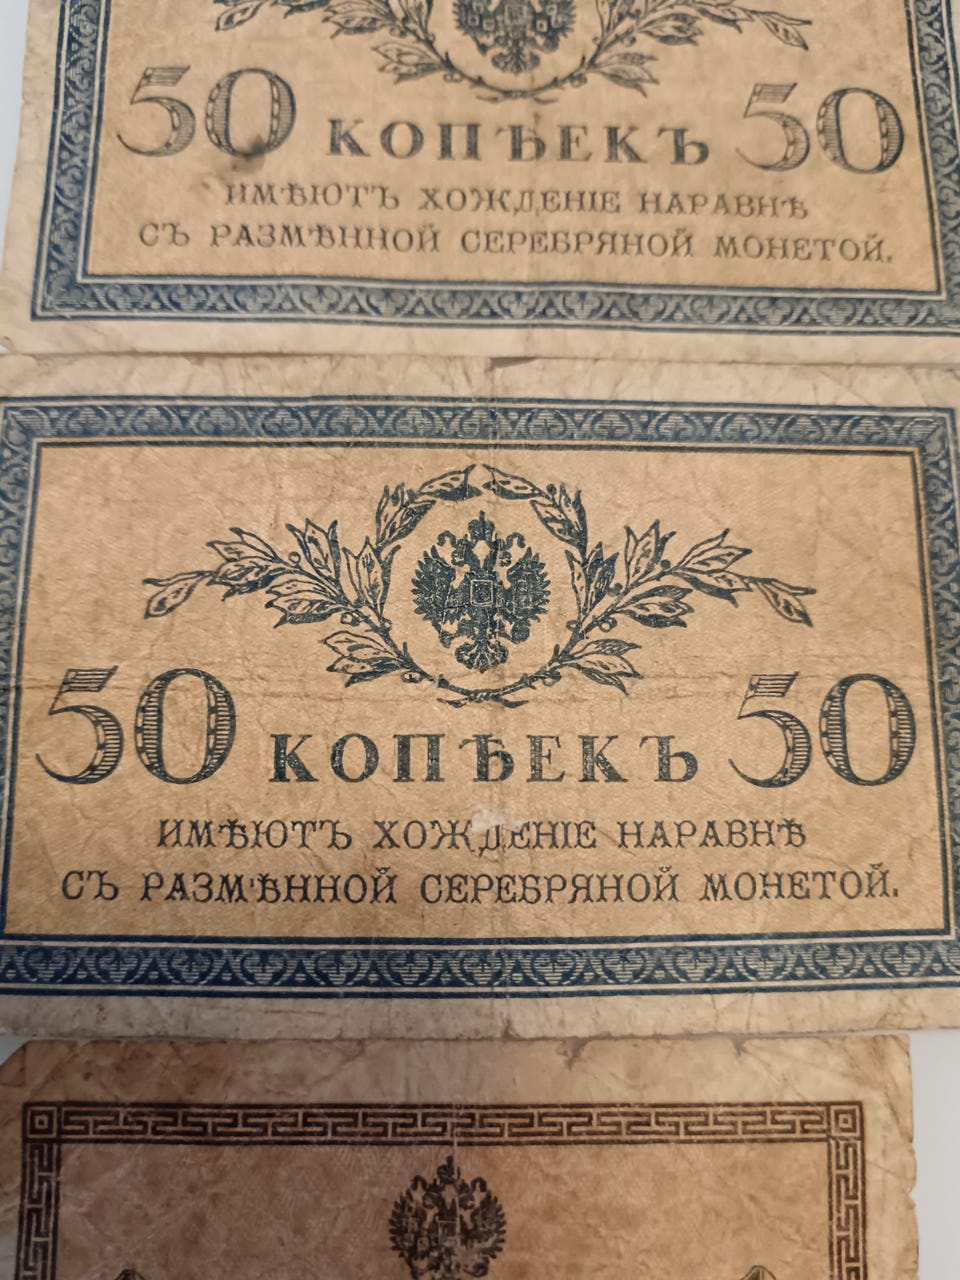 50 КОПѢЕКЪ 50
ИМѢЮТЪ ХОЖДЕНІЕ НАРАВНѢ
СЪ РАЗМѢННОЙ СЕРЕБРЯНОЙ МОНЕТОЙ.
50 КОПѢЕКЪ 50
ИМѢЮТЪ ХОЖДЕНІЕ НАРАВНѢ
СЪ РАЗМѢННОЙ СЕРЕБРЯНОЙ МОНЕТОЙ.